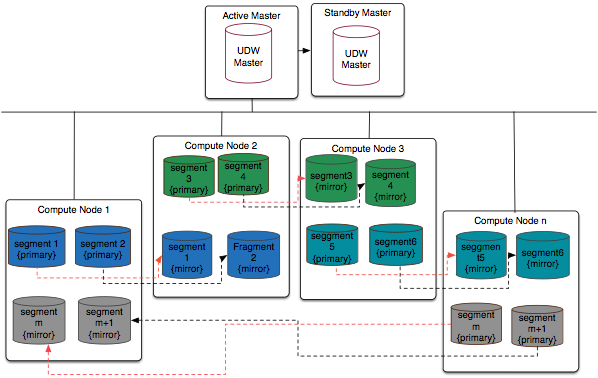 Active Master
UDW
Master
Standby Master
UDW
Master
Compute Node 2
segment
3
{primary}
segment
4
{primary}
segment
1
{mirror}
Fragment
2
{mirror}
Compute Node 3
segment3
{mirror}
segment
4
{mirror}
seggment
5
{primary}
segment6
{primary}
Compute Node 1
segment 1
{primary}
segment 2
{primary}
segment
m
{mirror}
segment
m+1
{mirror}
Compute Node n
seggmen
t5
{mirror}
segment6
{mirror}
segment
m
{primary}
segment
m+1
{primary}